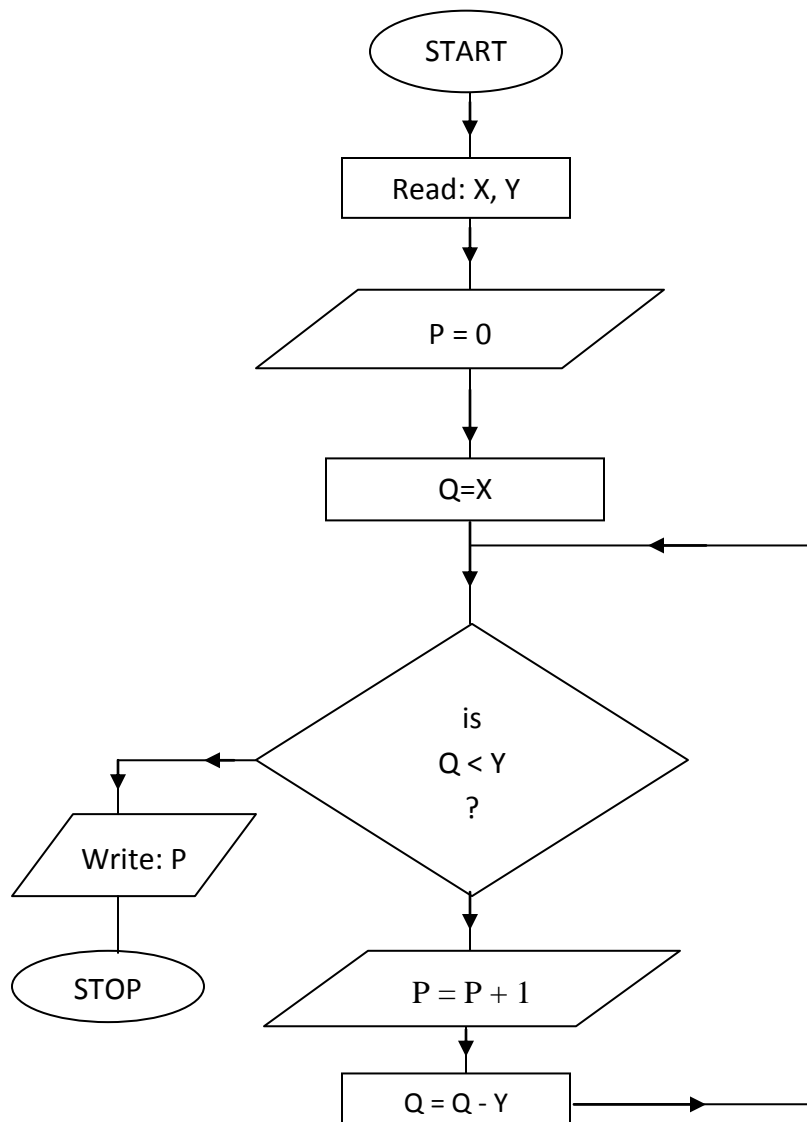 START
Read: X, Y
P = 0
Q=X
is
Q < Y
?
Write: P
STOP
P = P + 1
Q = Q - Y